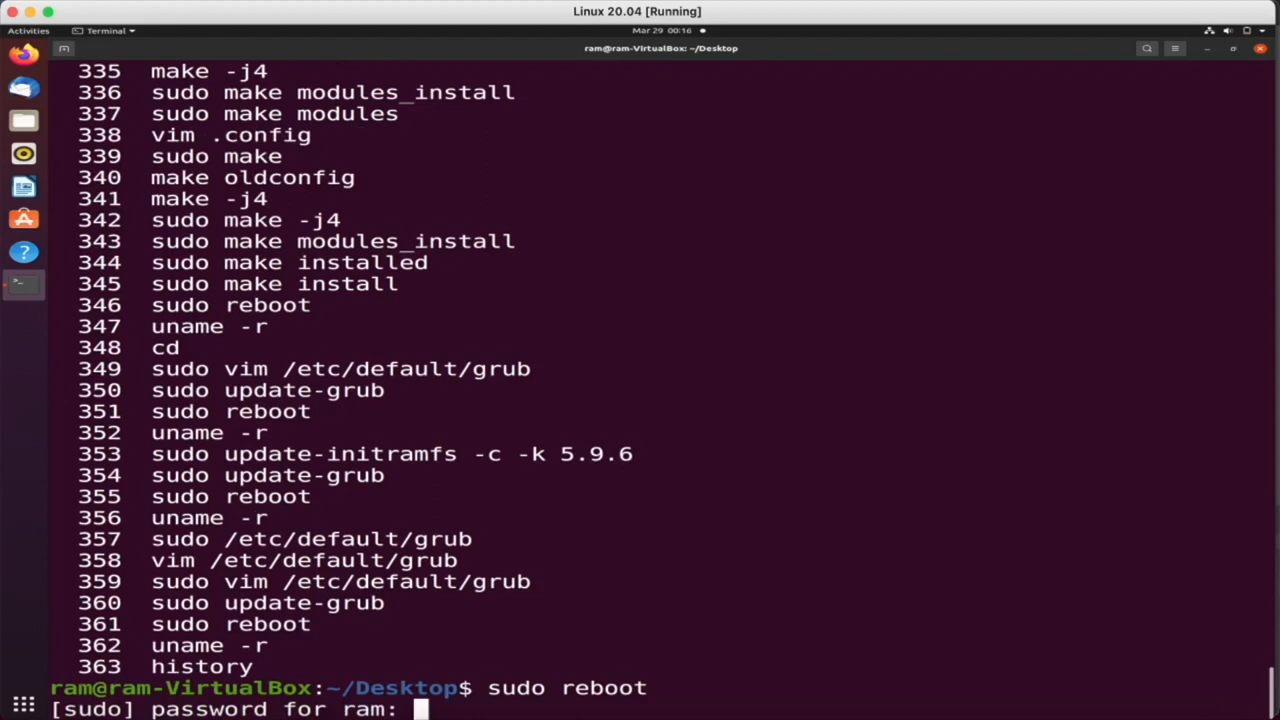 Linux 20.04 [Running]
Activities
Terminal
Mar 29 00:16
ram@ram-VirtualBox: ~/Desktop
335 make -j4
336 sudo make modules_install
337 sudo make modules
338 vim .config
339 sudo make
340 make oldconfig
341 make -j4
342 sudo make -j4
343 sudo make modules_install
344 sudo make installed
345 sudo make install
346 sudo reboot
347 uname -r
348 cd
349 sudo vim /etc/default/grub
350 sudo update-grub
351 sudo reboot
352 uname -r
353 sudo update-initramfs -c -k 5.9.6
354 sudo update-grub
355 sudo reboot
356 uname -r
357 sudo /etc/default/grub
358 vim /etc/default/grub
359 sudo vim /etc/default/grub
360 sudo update-grub
361 sudo reboot
362 uname -r
363 history
ram@ram-VirtualBox:~/Desktop$ sudo reboot
[sudo] password for ram: